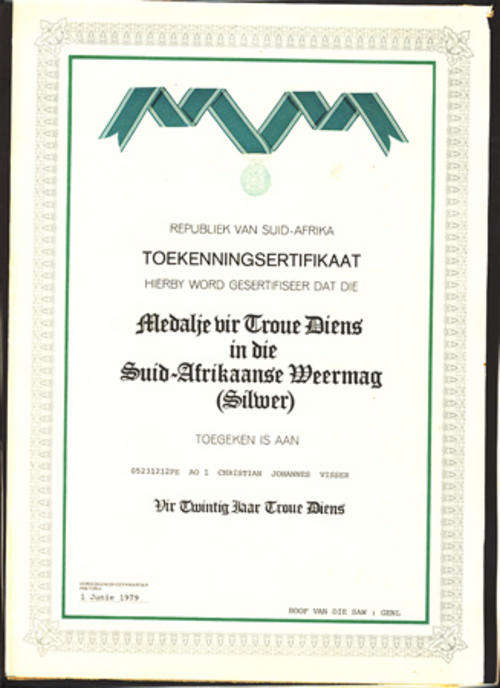 REPUBLIEK VAN SUID-AFRIKA
TOEKENNINGSERTIFIKAAT
HIERBY WORD GESERTIFISEER DAT DIE
Medalje vir Troue Diens
in die
Suid-Afrikaanse Weermag
(Silwer)
TOEGEKEN IS AAN
05231212PE AO 1 CHRISTIAN JOHANNES VISSER
Vir Twintig Jaar Troue Diens
1 Junie 1979
HOOF VAN DIE SAW : GENL